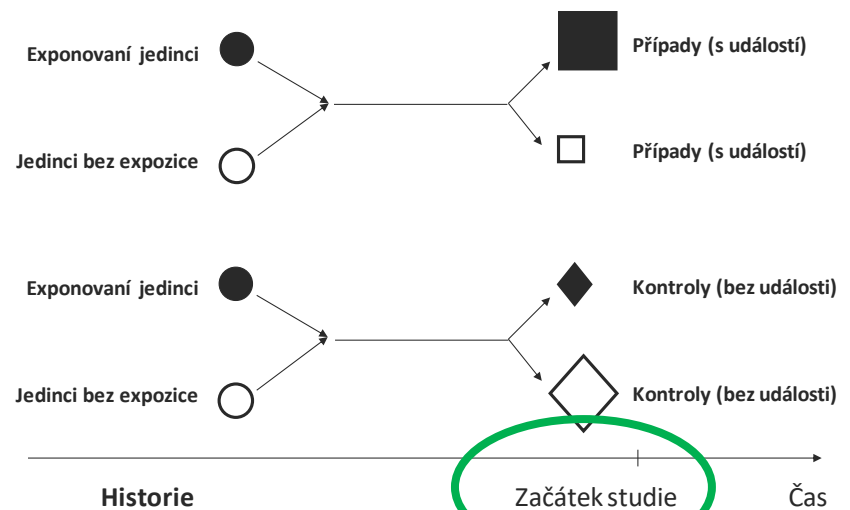 Exponovaní jedinci
Případy (s událostí)
Jedinci bez expozice
Případy (s událostí)
Exponovaní jedinci
Kontroly (bez události)
Jedinci bez expozice
Kontroly (bez události)
Historie
Začátek studie
Čas